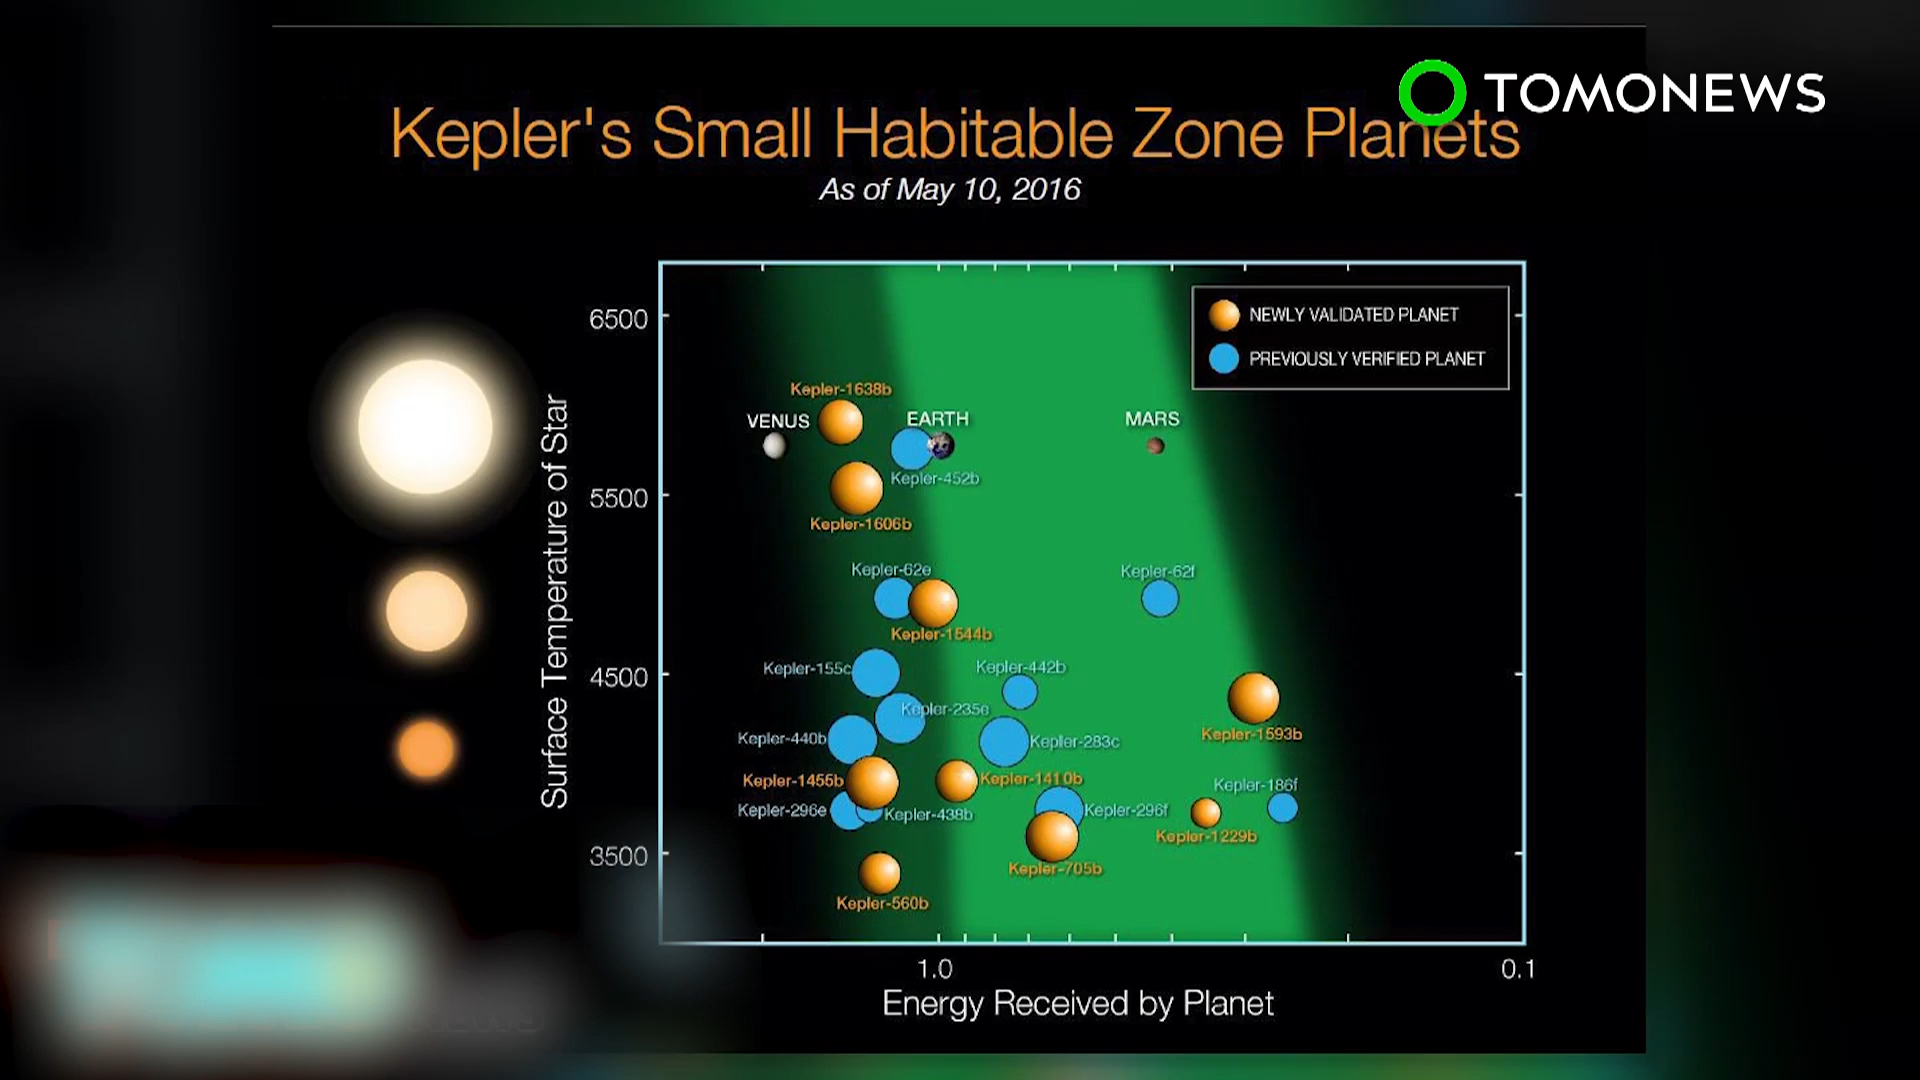 TOMONEWS
Kepler's Small Habitable Zone Planets
As of May 10, 2016
NEWLY VALIDATED PLANET
PREVIOUSLY VERIFIED PLANET
6500
5500
4500
3500
Surface Temperature of Star
Kepler-1638b
VENUS
EARTH
MARS
Kepler-452b
Kepler-1606b
Kepler-62e
Kepler-62f
Kepler-1544b
Kepler-155c
Kepler-442b
Kepler-235e
Kepler-1593b
Kepler-440b
Kepler-283c
Kepler-1455b
Kepler-1410b
Kepler-186f
Kepler-296e
Kepler-438b
Kepler-296f
Kepler-1229b
Kepler-705b
Kepler-560b
1.0
0.1
Energy Received by Planet